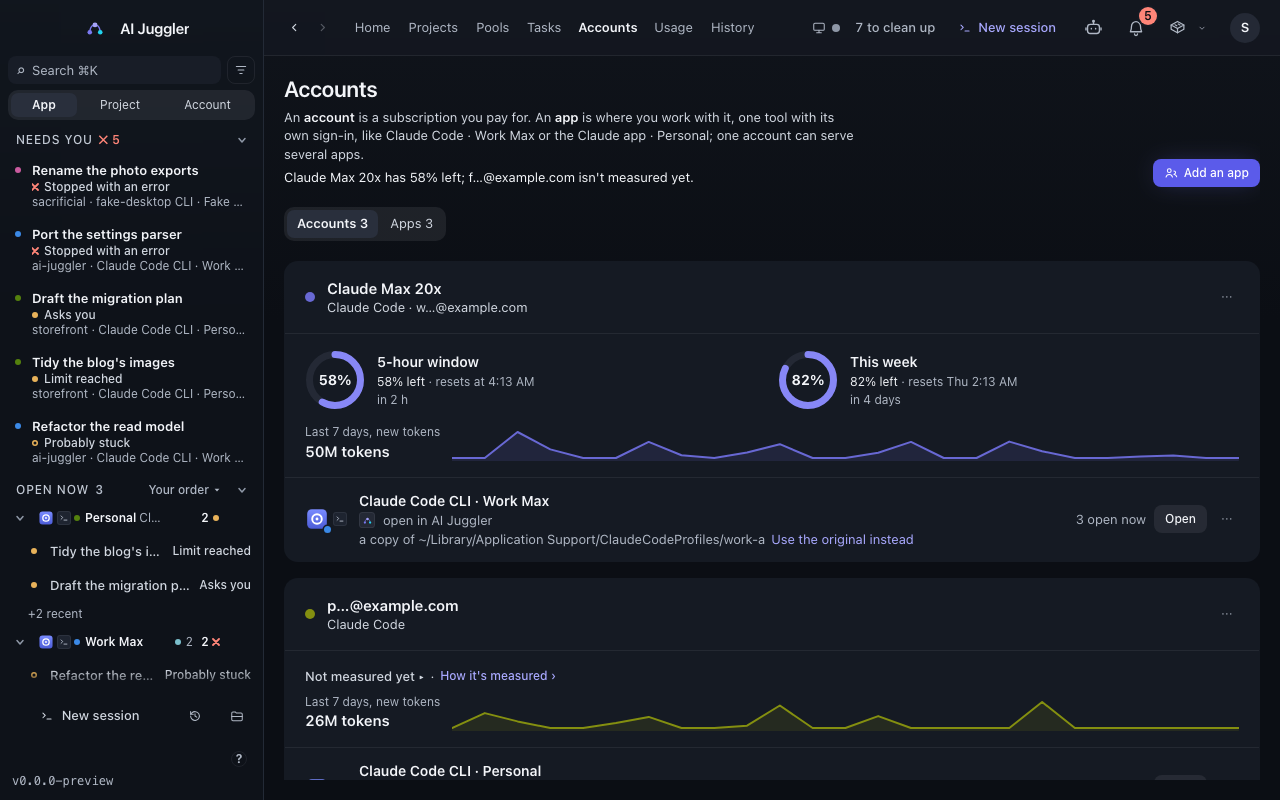 AI Juggler
Search ⌘K
App Project Account
NEEDS YOU 5
Rename the photo exports
Stopped with an error
sacrificial · fake-desktop CLI · Fake ...
Port the settings parser
Stopped with an error
ai-juggler · Claude Code CLI · Work ...
Draft the migration plan
Asks you
storefront · Claude Code CLI · Perso...
Tidy the blog's images
Limit reached
storefront · Claude Code CLI · Perso...
Refactor the read model
Probably stuck
ai-juggler · Claude Code CLI · Work ...
OPEN NOW 3 Your order
Personal Cl... 2
Tidy the blog's i... Limit reached
Draft the migration p... Asks you
+2 recent
Work Max 2 2
Refactor the re... Probably stuck
New session
?
v0.0.0-preview
Home Projects Pools Tasks Accounts Usage History 7 to clean up New session 5 S
Accounts
An account is a subscription you pay for. An app is where you work with it, one tool with its
own sign-in, like Claude Code · Work Max or the Claude app · Personal; one account can serve
several apps.
Claude Max 20x has 58% left; f...@example.com isn't measured yet.
Add an app
Accounts 3 Apps 3
Claude Max 20x
Claude Code · w...@example.com
58%
5-hour window
58% left · resets at 4:13 AM
in 2 h
82%
This week
82% left · resets Thu 2:13 AM
in 4 days
Last 7 days, new tokens
50M tokens
Claude Code CLI · Work Max
open in AI Juggler
a copy of ~/Library/Application Support/ClaudeCodeProfiles/work-a Use the original instead
3 open now Open
p...@example.com
Claude Code
Not measured yet · How it's measured ›
Last 7 days, new tokens
26M tokens
Claude Code CLI · Personal